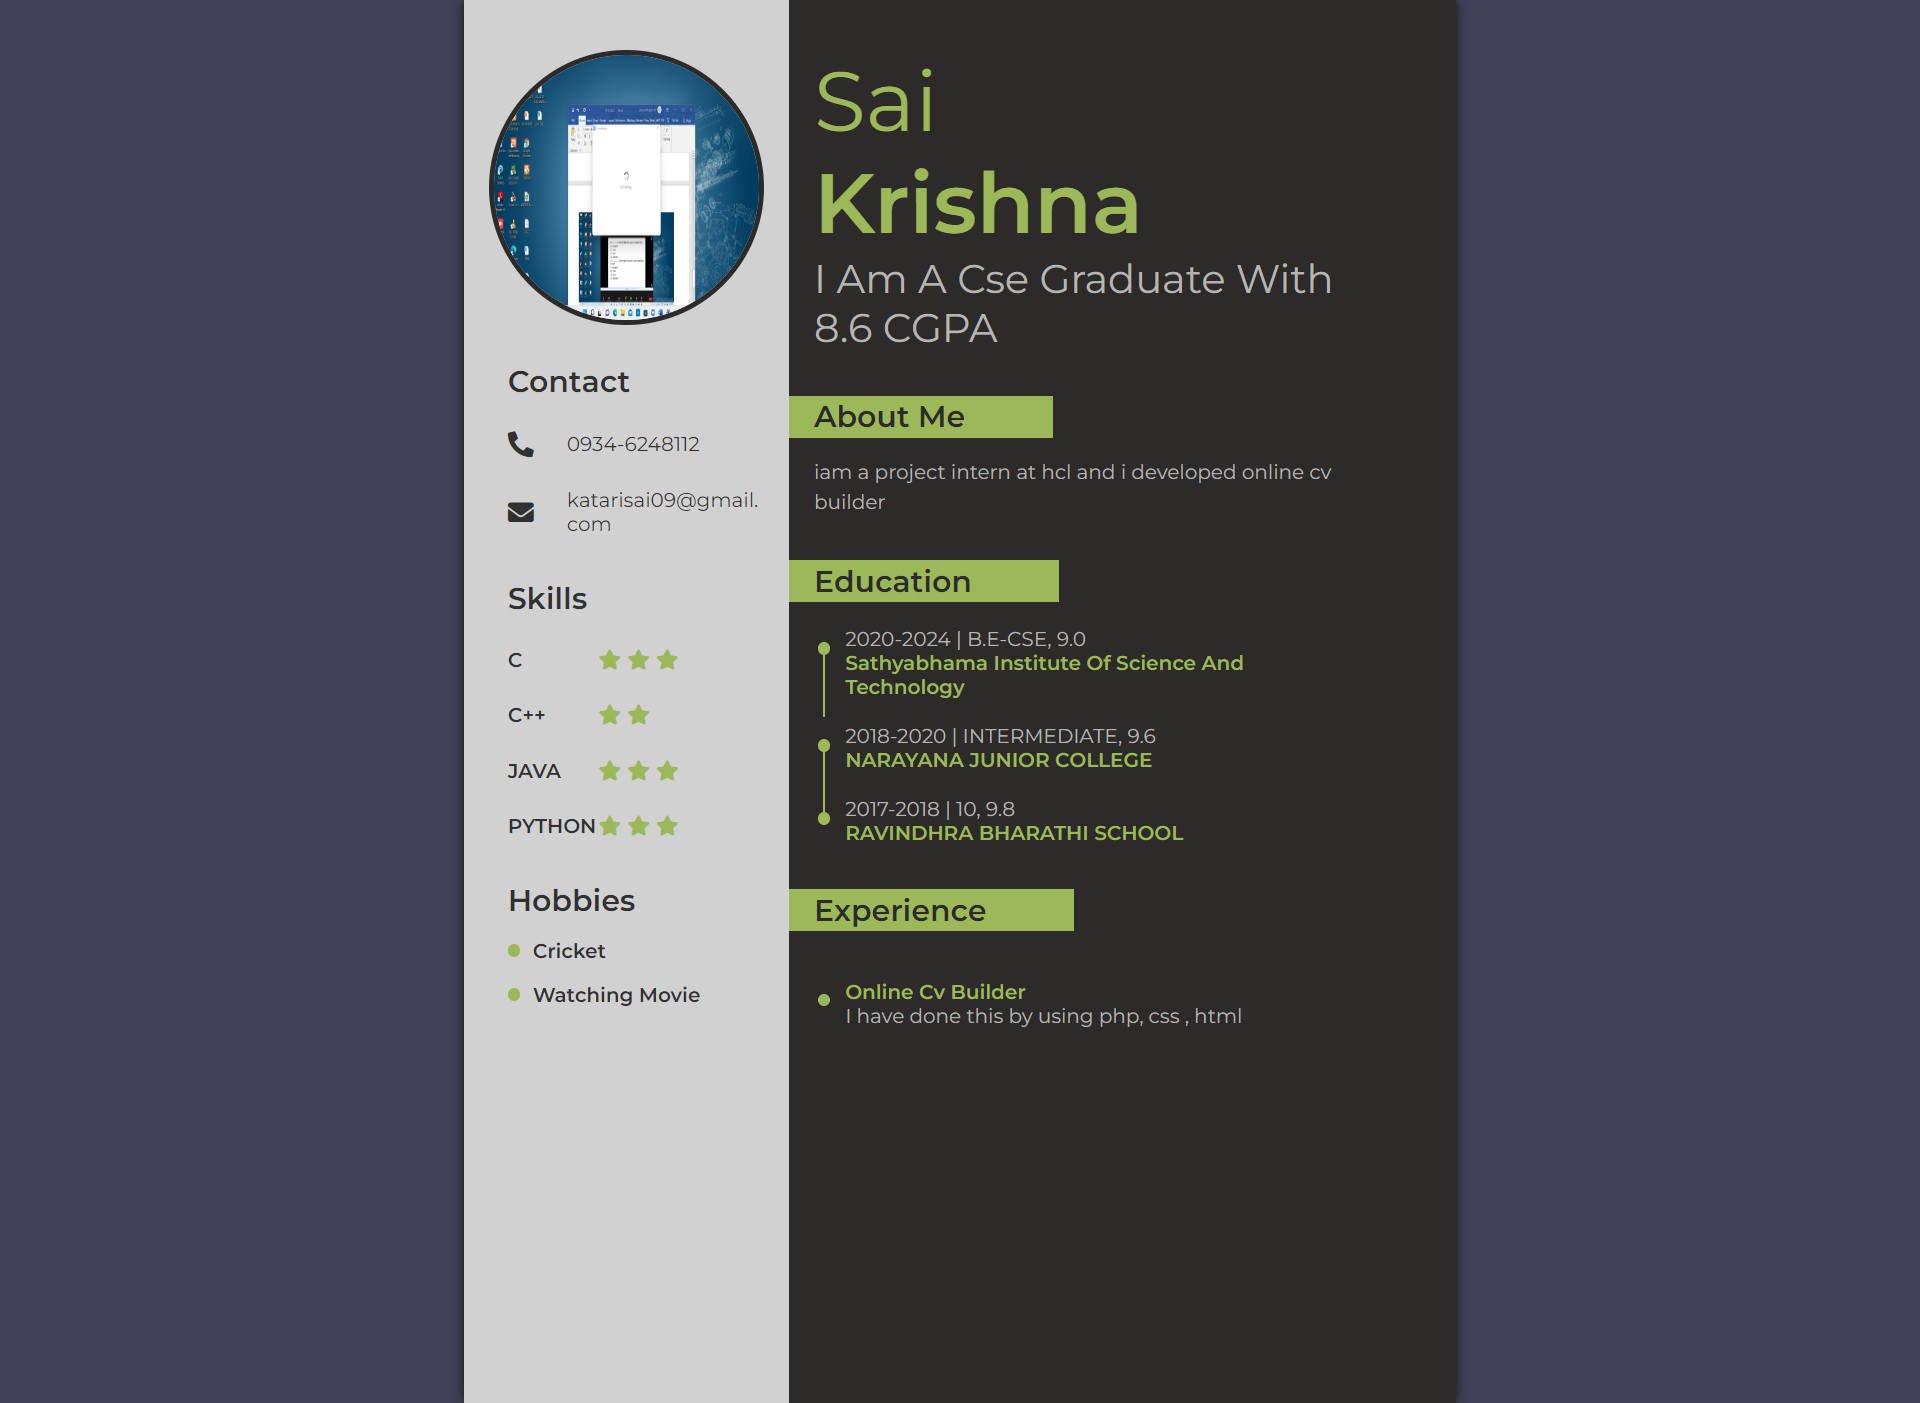 Sai
Krishna
I Am A Cse Graduate With
8.6 CGPA
Contact
0934-6248112
katarisai09@gmail.
com
Skills
C
C++
JAVA
PYTHON
Hobbies
Cricket
Watching Movie
About Me
iam a project intern at hcl and i developed online cv
builder
Education
2020-2024 | B.E-CSE, 9.0
Sathyabhama Institute Of Science And
Technology
2018-2020 | INTERMEDIATE, 9.6
NARAYANA JUNIOR COLLEGE
2017-2018 | 10, 9.8
RAVINDHRA BHARATHI SCHOOL
Experience
Online Cv Builder
I have done this by using php, css , html